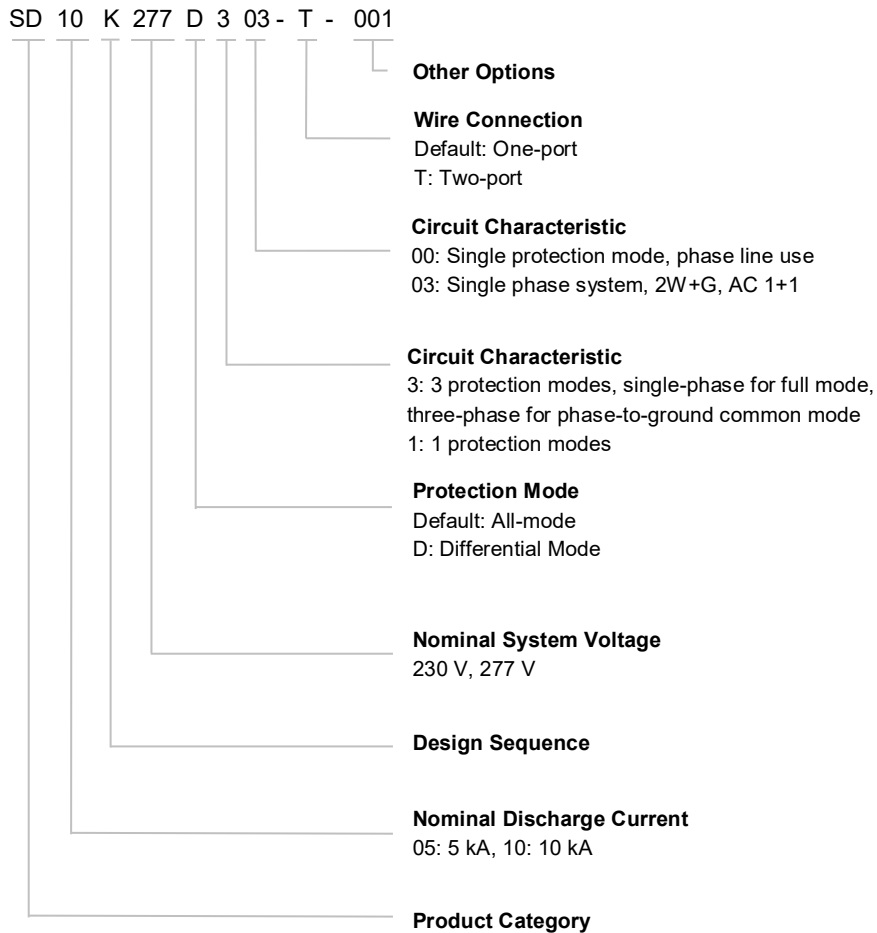 SD 10 K 277 D 3 03 - T - 001
Other Options
Wire Connection
Default: One-port
T: Two-port
Circuit Characteristic
00: Single protection mode, phase line use
03: Single phase system, 2W+G, AC 1+1
Circuit Characteristic
3: 3 protection modes, single-phase for full mode,
three-phase for phase-to-ground common mode
1: 1 protection modes
Protection Mode
Default: All-mode
D: Differential Mode
Nominal System Voltage
230 V, 277 V
Design Sequence
Nominal Discharge Current
05: 5 kA, 10: 10 kA
Product Category